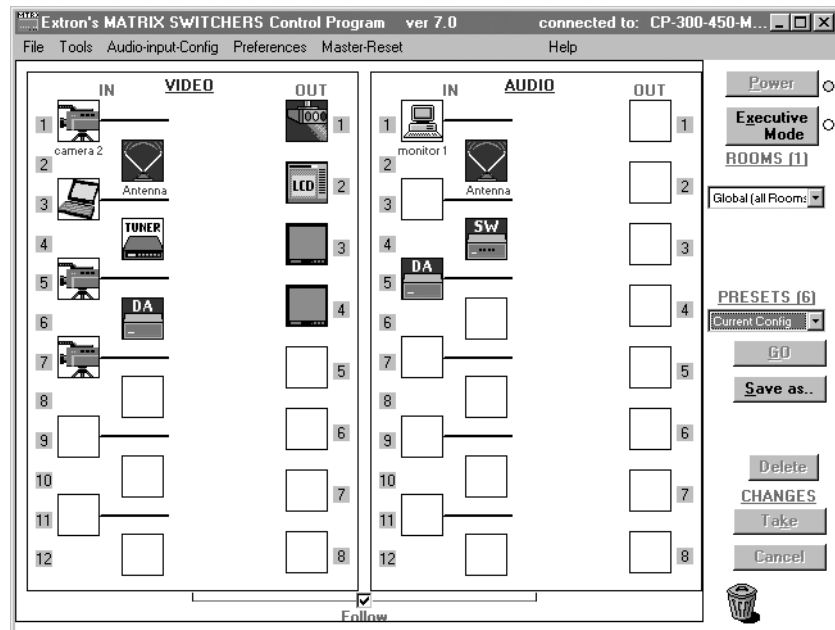 Extron's MATRIX SWITCHERS Control Program ver 7.0 connected to: CP-300-450-M...
File Tools Audio-input-Config Preferences Master-Reset Help
IN VIDEO OUT
1
camera 2
2
Antenna
3
4
TUNER
5
6
DA
7
8
9
10
11
12
1
LCD
2
3
4
5
6
7
8
IN AUDIO OUT
1
monitor 1
2
Antenna
3
4
SW
DA
5
6
7
8
9
10
11
12
1
2
3
4
5
6
7
8
Follow
Power
Executive
Mode
ROOMS (1)
Global (all Rooms
PRESETS (6)
Current Config
GO
Save as..
Delete
CHANGES
Take
Cancel